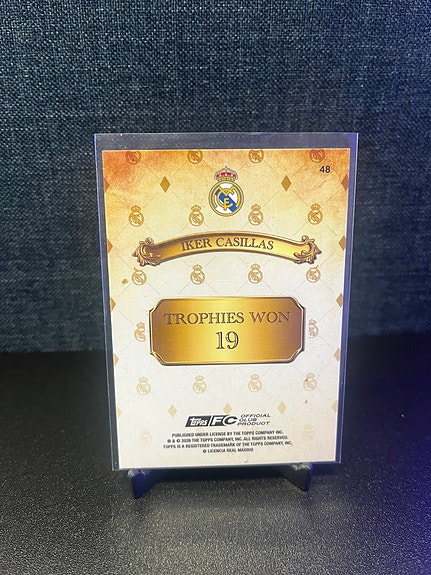 48
IKER CASILLAS
TROPHIES WON
19
TOPPS FC OFFICIAL
CLUB
PRODUCT
PUBLISHED UNDER LICENSE BY THE TOPPS COMPANY INC.
® & © 2026 THE TOPPS COMPANY, INC. ALL RIGHTS RESERVED.
TOPPS IS A REGISTERED TRADEMARK OF THE TOPPS COMPANY, INC.
© LICENCIA REAL MADRID